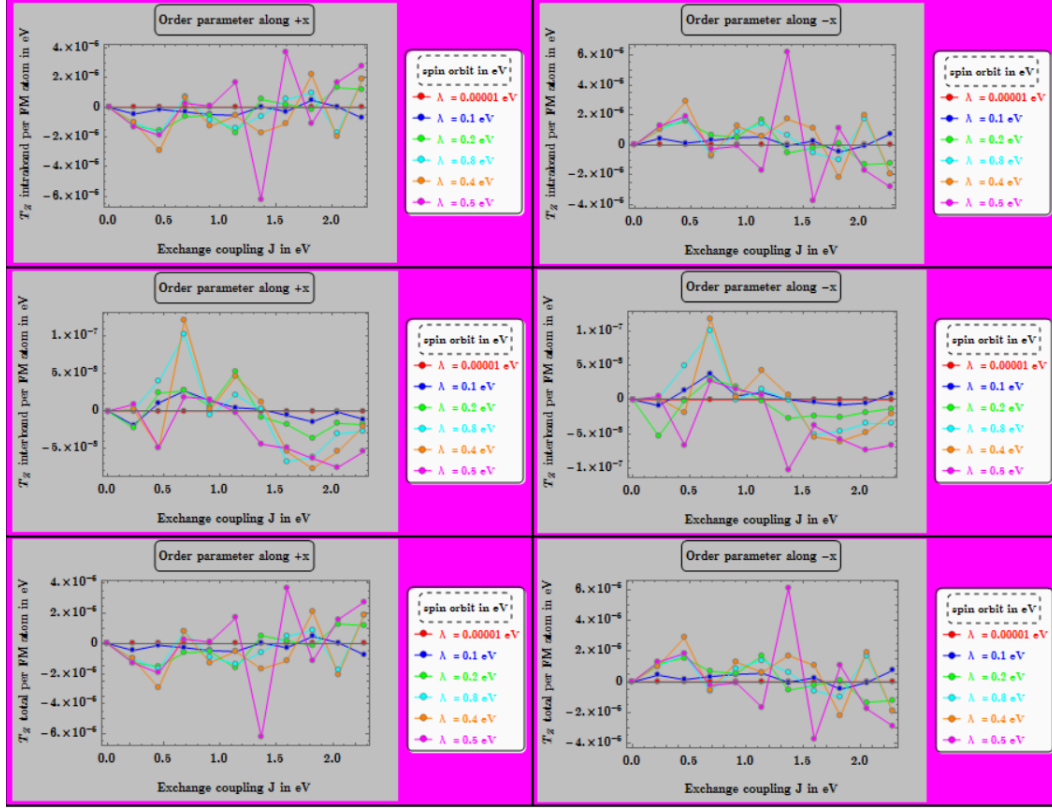 Order parameter along +x
T_Z intraband per FM atom in eV
4.×10⁻⁶
2.×10⁻⁶
0
−2.×10⁻⁶
−4.×10⁻⁶
−6.×10⁻⁶
0.0 0.5 1.0 1.5 2.0
Exchange coupling J in eV
spin orbit in eV
λ = 0.00001 eV
λ = 0.1 eV
λ = 0.2 eV
λ = 0.8 eV
λ = 0.4 eV
λ = 0.5 eV
Order parameter along −x
T_Z intraband per FM atom in eV
6.×10⁻⁶
4.×10⁻⁶
2.×10⁻⁶
0
−2.×10⁻⁶
−4.×10⁻⁶
0.0 0.5 1.0 1.5 2.0
Exchange coupling J in eV
spin orbit in eV
λ = 0.00001 eV
λ = 0.1 eV
λ = 0.2 eV
λ = 0.8 eV
λ = 0.4 eV
λ = 0.5 eV
Order parameter along +x
T_Z interband per FM atom in eV
1.×10⁻⁷
5.×10⁻⁸
0
−5.×10⁻⁸
0.0 0.5 1.0 1.5 2.0
Exchange coupling J in eV
spin orbit in eV
λ = 0.00001 eV
λ = 0.1 eV
λ = 0.2 eV
λ = 0.8 eV
λ = 0.4 eV
λ = 0.5 eV
Order parameter along −x
T_Z interband per FM atom in eV
1.×10⁻⁷
5.×10⁻⁸
0
−5.×10⁻⁸
−1.×10⁻⁷
0.0 0.5 1.0 1.5 2.0
Exchange coupling J in eV
spin orbit in eV
λ = 0.00001 eV
λ = 0.1 eV
λ = 0.2 eV
λ = 0.8 eV
λ = 0.4 eV
λ = 0.5 eV
Order parameter along +x
T_Z total per FM atom in eV
4.×10⁻⁶
2.×10⁻⁶
0
−2.×10⁻⁶
−4.×10⁻⁶
−6.×10⁻⁶
0.0 0.5 1.0 1.5 2.0
Exchange coupling J in eV
spin orbit in eV
λ = 0.00001 eV
λ = 0.1 eV
λ = 0.2 eV
λ = 0.8 eV
λ = 0.4 eV
λ = 0.5 eV
Order parameter along −x
T_Z total per FM atom in eV
6.×10⁻⁶
4.×10⁻⁶
2.×10⁻⁶
0
−2.×10⁻⁶
−4.×10⁻⁶
0.0 0.5 1.0 1.5 2.0
Exchange coupling J in eV
spin orbit in eV
λ = 0.00001 eV
λ = 0.1 eV
λ = 0.2 eV
λ = 0.8 eV
λ = 0.4 eV
λ = 0.5 eV